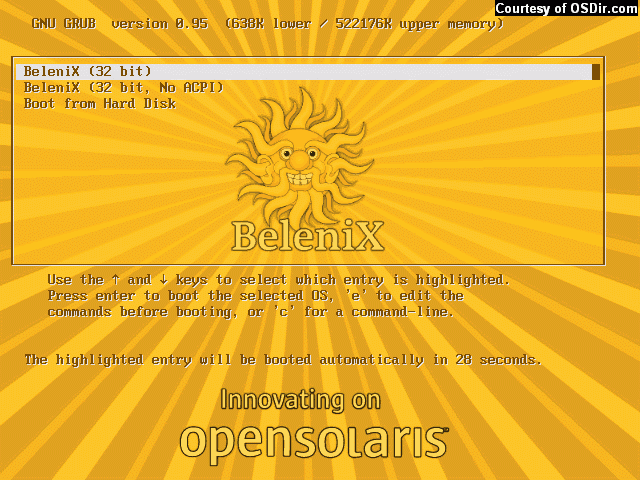 Courtesy of OSDir.com
GNU GRUB version 0.95 (638K lower / 522176K upper memory)
BeleniX (32 bit)
BeleniX (32 bit, No ACPI)
Boot from Hard Disk
BeleniX
Use the ↑ and ↓ keys to select which entry is highlighted.
Press enter to boot the selected OS, 'e' to edit the
commands before booting, or 'c' for a command-line.
The highlighted entry will be booted automatically in 28 seconds.
Innovating on
opensolaris™